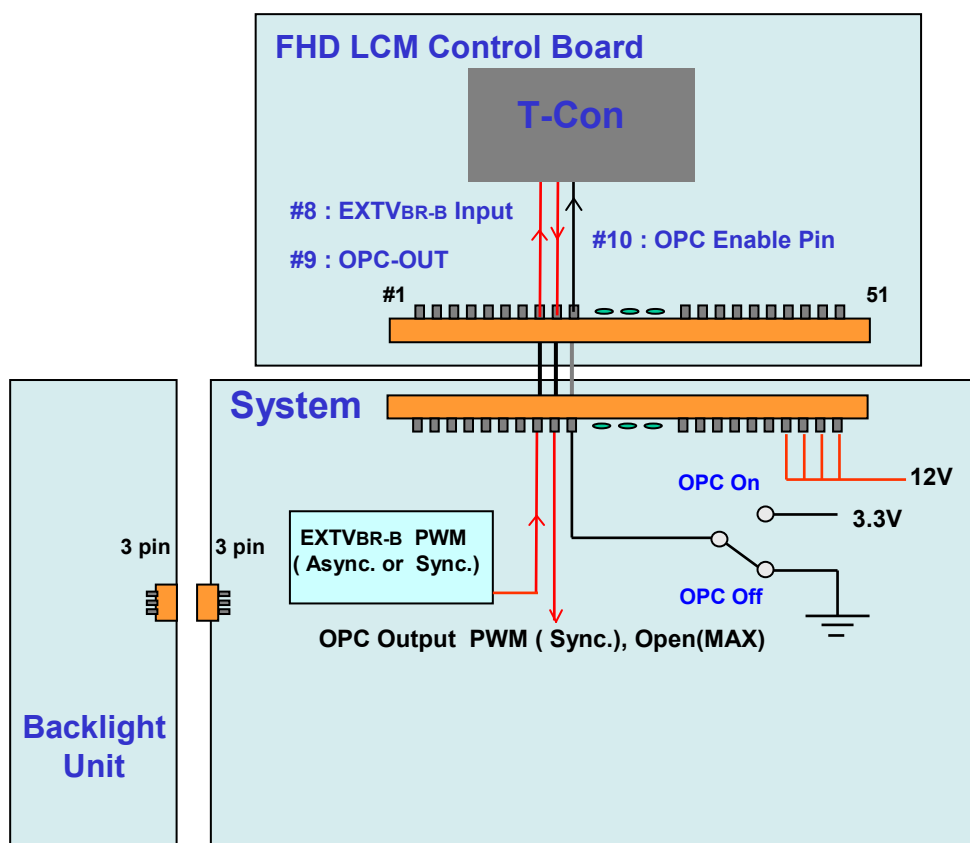 FHD LCM Control Board
T-Con
#8 : EXTVBR-B Input
#9 : OPC-OUT
#10 : OPC Enable Pin
#1
51
System
OPC On
12V
3.3V
EXTVBR-B PWM
( Async. or Sync.)
3 pin
3 pin
OPC Off
OPC Output PWM ( Sync.), Open(MAX)
Backlight
Unit